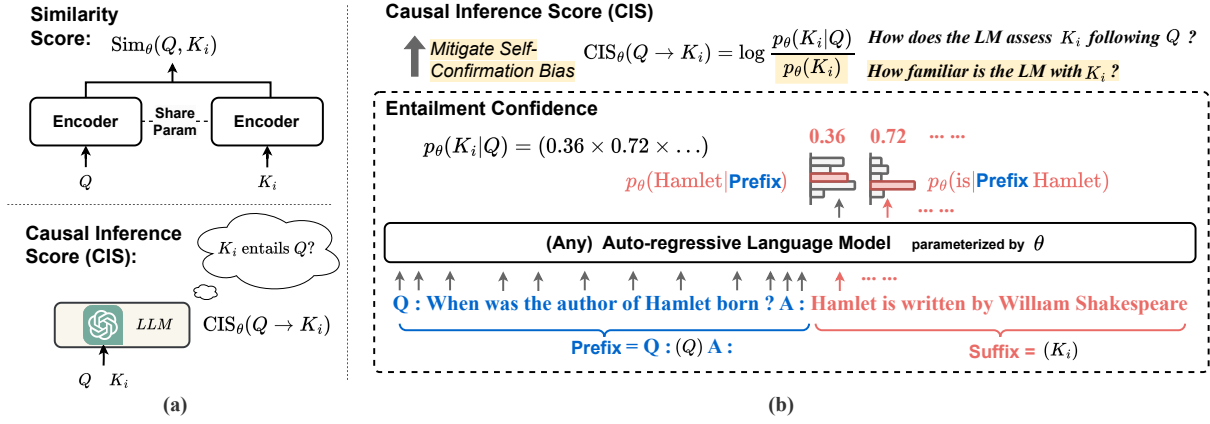 Similarity
Score:
Sim_θ(Q, K_i)
Encoder
Share
Param
Encoder
Q
K_i
Causal Inference
Score (CIS):
K_i entails Q?
LLM
CIS_θ(Q → K_i)
Q K_i
(a)
Causal Inference Score (CIS)
Mitigate Self-
Confirmation Bias
CIS_θ(Q → K_i) = log p_θ(K_i|Q) / p_θ(K_i)
How does the LM assess K_i following Q ?
How familiar is the LM with K_i ?
Entailment Confidence
p_θ(K_i|Q) = (0.36 × 0.72 × ...)
0.36 0.72 ... ...
p_θ(Hamlet|Prefix)
p_θ(is|Prefix Hamlet)
... ...
(Any) Auto-regressive Language Model parameterized by θ
... ...
Q : When was the author of Hamlet born ? A : Hamlet is written by William Shakespeare
Prefix = Q : (Q) A :
Suffix = (K_i)
(b)